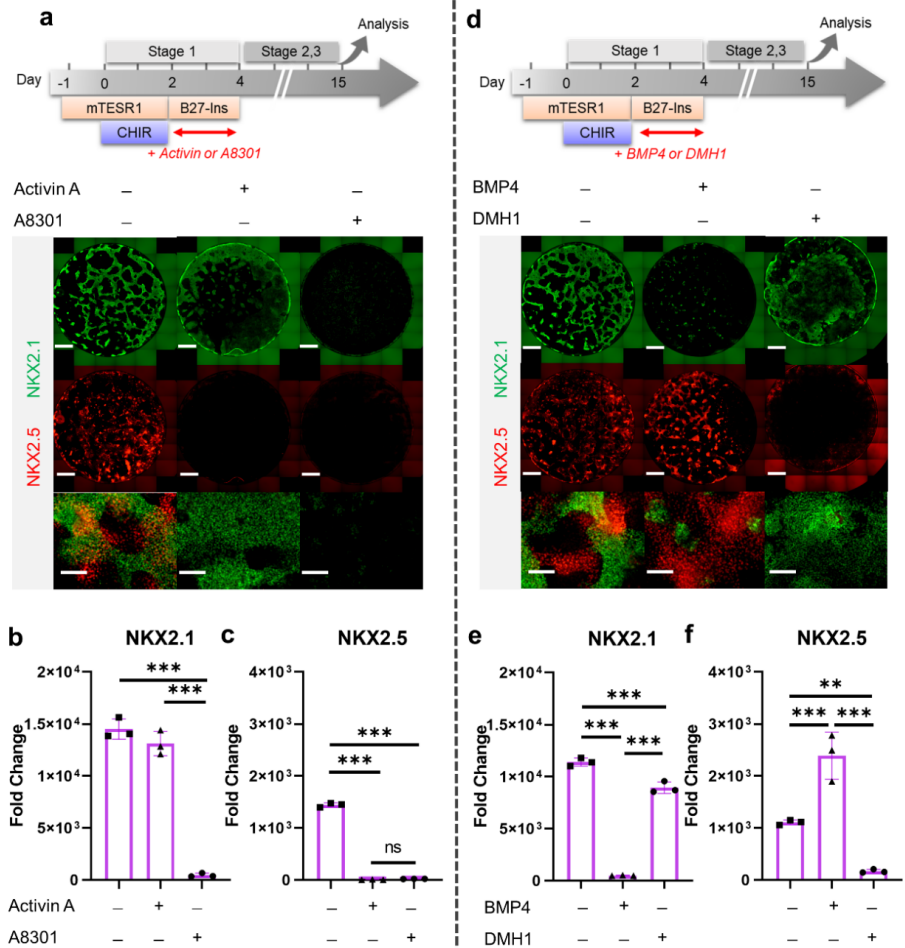 a
Analysis
Stage 1
Stage 2,3
Day
-1 0 2 4 15
mTESR1 B27-Ins
CHIR
+ Activin or A8301
Activin A – + –
A8301 – – +
NKX2.1
NKX2.5
b
NKX2.1
***
***
Fold Change
2×10⁴
1.5×10⁴
1×10⁴
5×10³
0
Activin A – + –
A8301 – – +
c
NKX2.5
***
***
ns
Fold Change
4×10³
3×10³
2×10³
1×10³
0
– + –
– – +
d
Analysis
Stage 1
Stage 2,3
Day
-1 0 2 4 15
mTESR1 B27-Ins
CHIR
+ BMP4 or DMH1
BMP4 – + –
DMH1 – – +
NKX2.1
NKX2.5
e
NKX2.1
***
***
***
Fold Change
2×10⁴
1.5×10⁴
1×10⁴
5×10³
0
BMP4 – + –
DMH1 – – +
f
NKX2.5
**
***
***
Fold Change
4×10³
3×10³
2×10³
1×10³
0
– + –
– – +